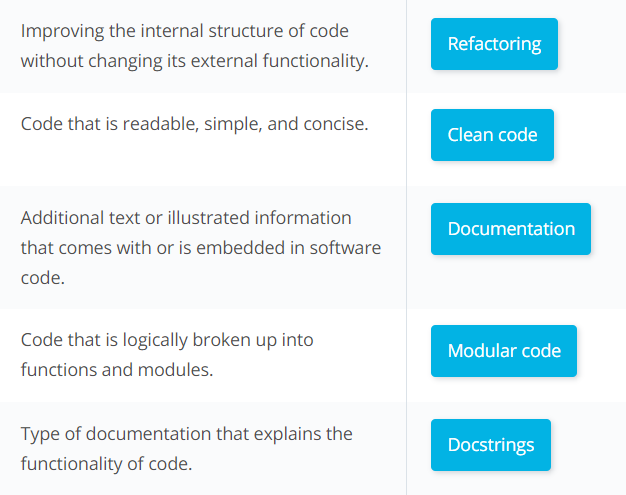 Improving the internal structure of code
without changing its external functionality.
Refactoring
Code that is readable, simple, and concise.
Clean code
Additional text or illustrated information
that comes with or is embedded in software
code.
Documentation
Code that is logically broken up into
functions and modules.
Modular code
Type of documentation that explains the
functionality of code.
Docstrings